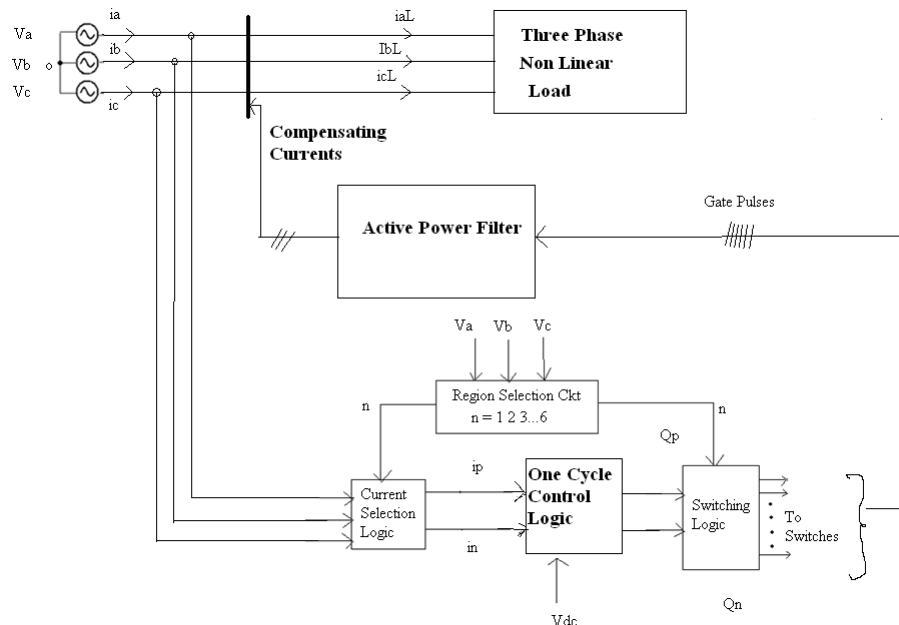 ia
iaL
Va
ib
IbL
Vb
o
Vc
ic
icL
Three Phase
Non Linear
Load
Compensating
Currents
Active Power Filter
Gate Pulses
Va
Vb
Vc
Region Selection Ckt
n = 1 2 3...6
n
n
Qp
Current
Selection
Logic
ip
in
One Cycle
Control
Logic
Switching
Logic
To
Switches
Vdc
Qn